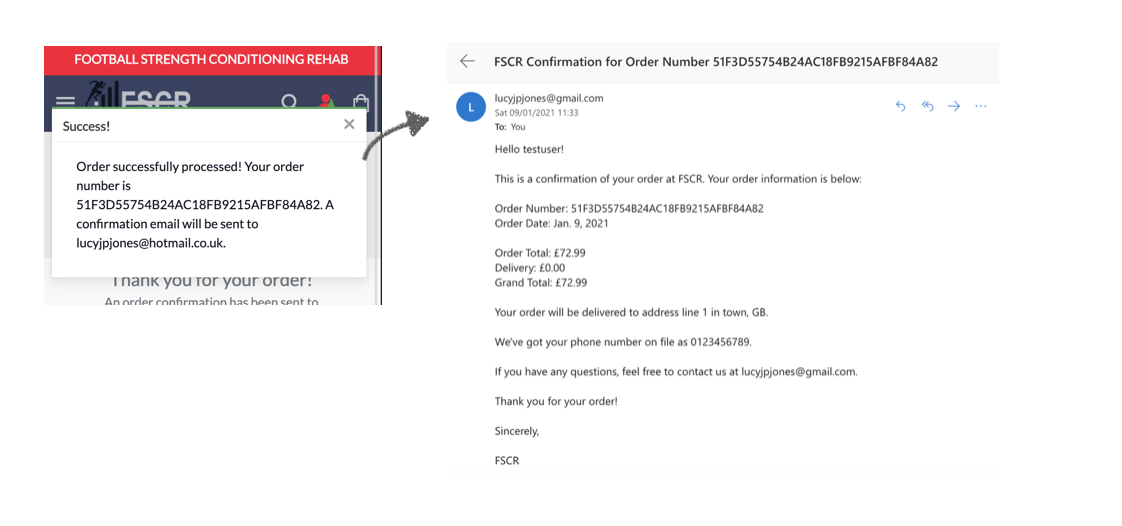 FOOTBALL STRENGTH CONDITIONING REHAB
FSCR
Success!
Order successfully processed! Your order
number is
51F3D55754B24AC18FB9215AFBF84A82. A
confirmation email will be sent to
lucyjpjones@hotmail.co.uk.
Thank you for your order!
An order confirmation has been sent to
FSCR Confirmation for Order Number 51F3D55754B24AC18FB9215AFBF84A82
L
lucyjpjones@gmail.com
Sat 09/01/2021 11:33
To: You
Hello testuser!
This is a confirmation of your order at FSCR. Your order information is below:
Order Number: 51F3D55754B24AC18FB9215AFBF84A82
Order Date: Jan. 9, 2021
Order Total: £72.99
Delivery: £0.00
Grand Total: £72.99
Your order will be delivered to address line 1 in town, GB.
We've got your phone number on file as 0123456789.
If you have any questions, feel free to contact us at lucyjpjones@gmail.com.
Thank you for your order!
Sincerely,
FSCR